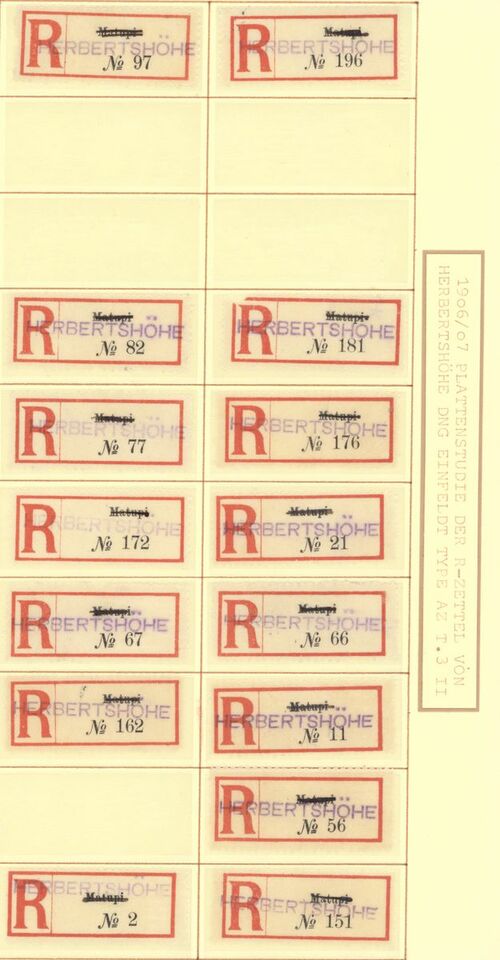 R Matupi HERBERTSHÖHE
№ 97
R Matupi HERBERTSHÖHE
№ 196
R Matupi HERBERTSHÖHE
№ 82
R Matupi HERBERTSHÖHE
№ 181
R Matupi HERBERTSHÖHE
№ 77
R Matupi HERBERTSHÖHE
№ 176
R Matupi HERBERTSHÖHE
№ 172
R Matupi HERBERTSHÖHE
№ 21
R Matupi HERBERTSHÖHE
№ 67
R Matupi HERBERTSHÖHE
№ 66
R Matupi HERBERTSHÖHE
№ 162
R Matupi HERBERTSHÖHE
№ 11
R Matupi HERBERTSHÖHE
№ 56
R Matupi HERBERTSHÖHE
№ 2
R Matupi HERBERTSHÖHE
№ 151
1906/07 PLATTENSTUDIE DER R-ZETTEL VON
HERBERTSHÖHE DNG EINFELDT TYPE AZ T.3 II